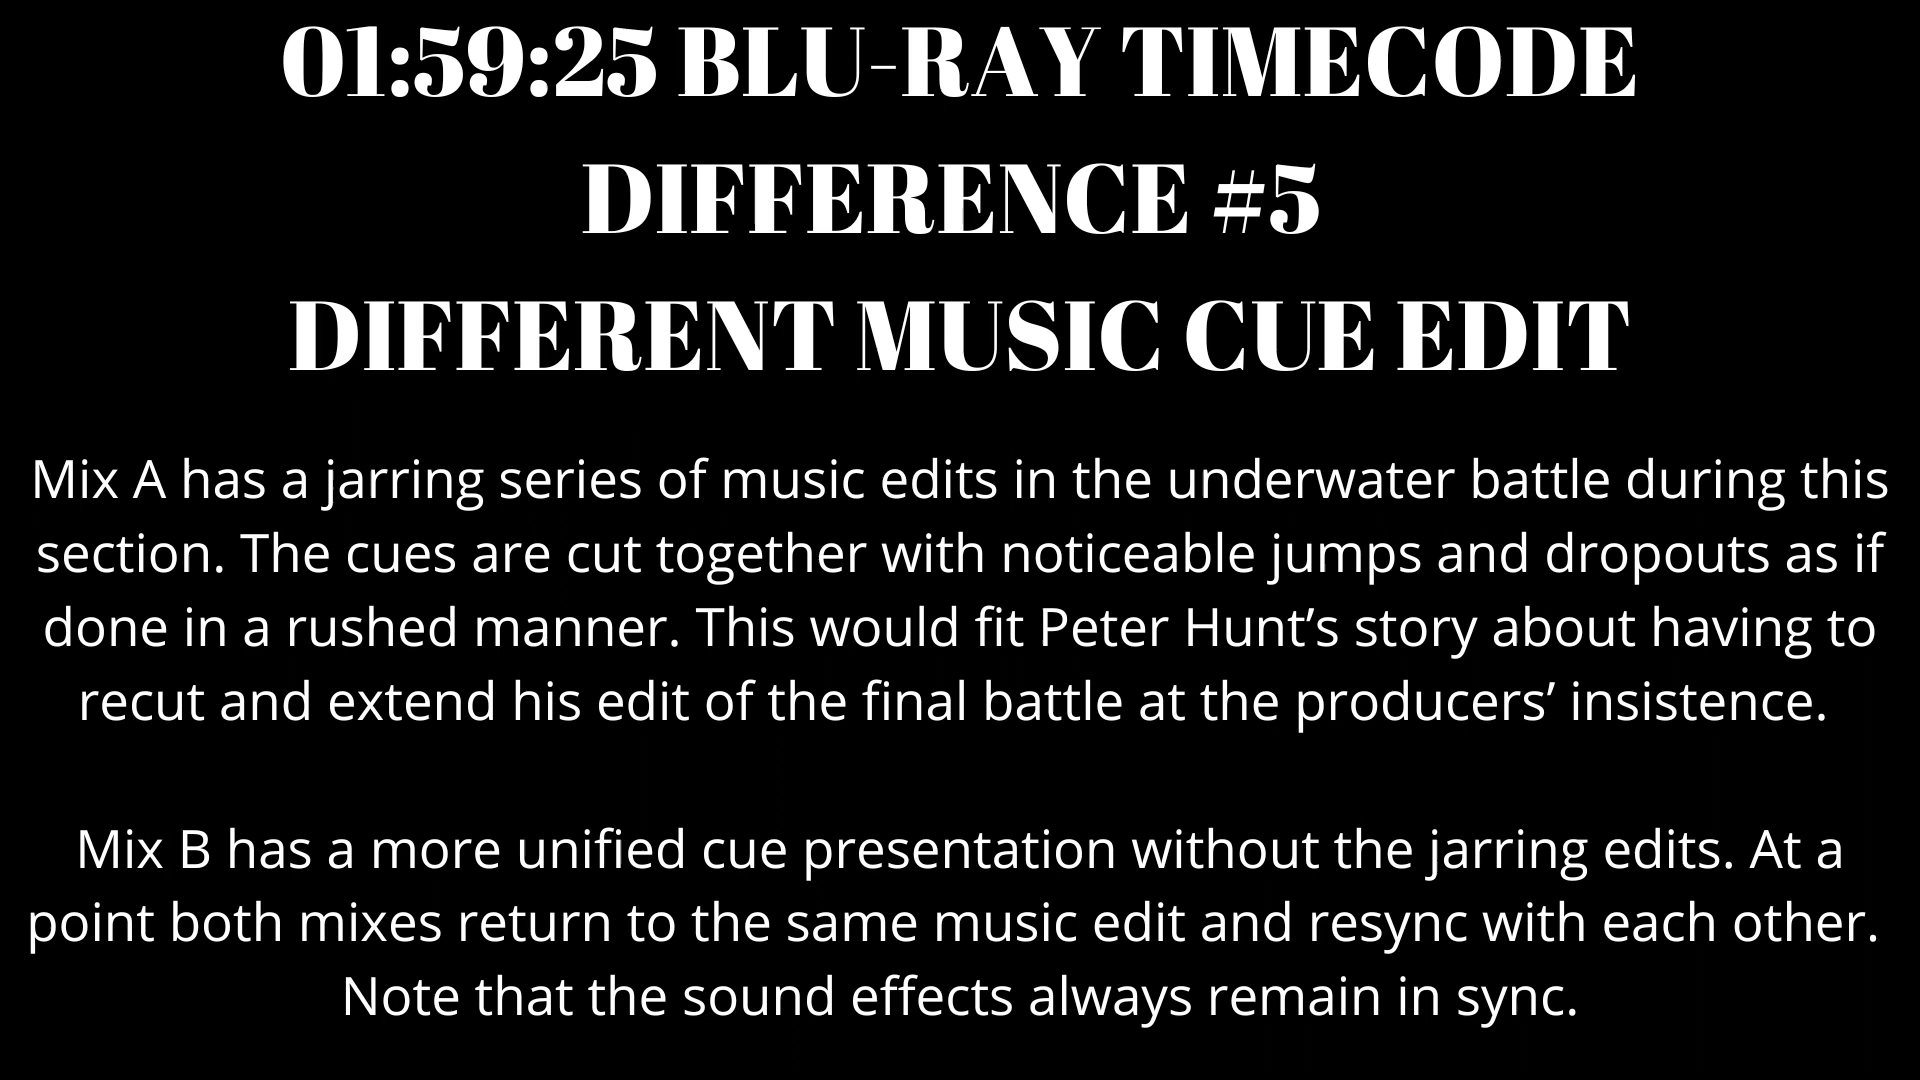 01:59:25 BLU-RAY TIMECODE
DIFFERENCE #5
DIFFERENT MUSIC CUE EDIT
Mix A has a jarring series of music edits in the underwater battle during this
section. The cues are cut together with noticeable jumps and dropouts as if
done in a rushed manner. This would fit Peter Hunt’s story about having to
recut and extend his edit of the final battle at the producers’ insistence.
Mix B has a more unified cue presentation without the jarring edits. At a
point both mixes return to the same music edit and resync with each other.
Note that the sound effects always remain in sync.